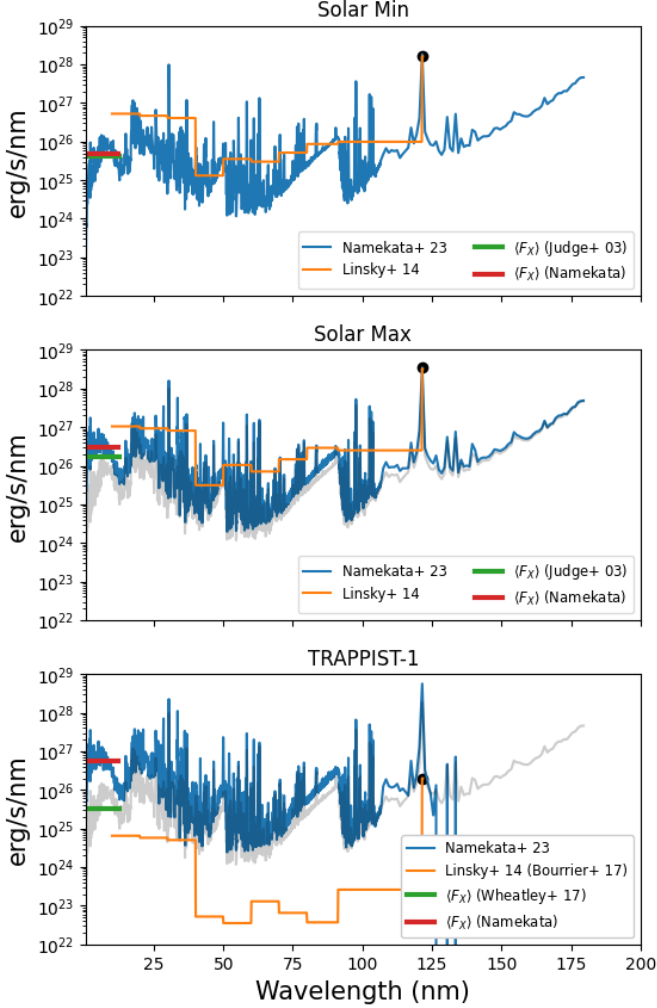 Solar Min
10^29
10^28
10^27
10^26
10^25
10^24
10^23
10^22
erg/s/nm
Namekata+ 23
Linsky+ 14
⟨F_X⟩ (Judge+ 03)
⟨F_X⟩ (Namekata)
Solar Max
10^29
10^28
10^27
10^26
10^25
10^24
10^23
10^22
erg/s/nm
Namekata+ 23
Linsky+ 14
⟨F_X⟩ (Judge+ 03)
⟨F_X⟩ (Namekata)
TRAPPIST-1
10^29
10^28
10^27
10^26
10^25
10^24
10^23
10^22
erg/s/nm
Namekata+ 23
Linsky+ 14 (Bourrier+ 17)
⟨F_X⟩ (Wheatley+ 17)
⟨F_X⟩ (Namekata)
25 50 75 100 125 150 175 200
Wavelength (nm)